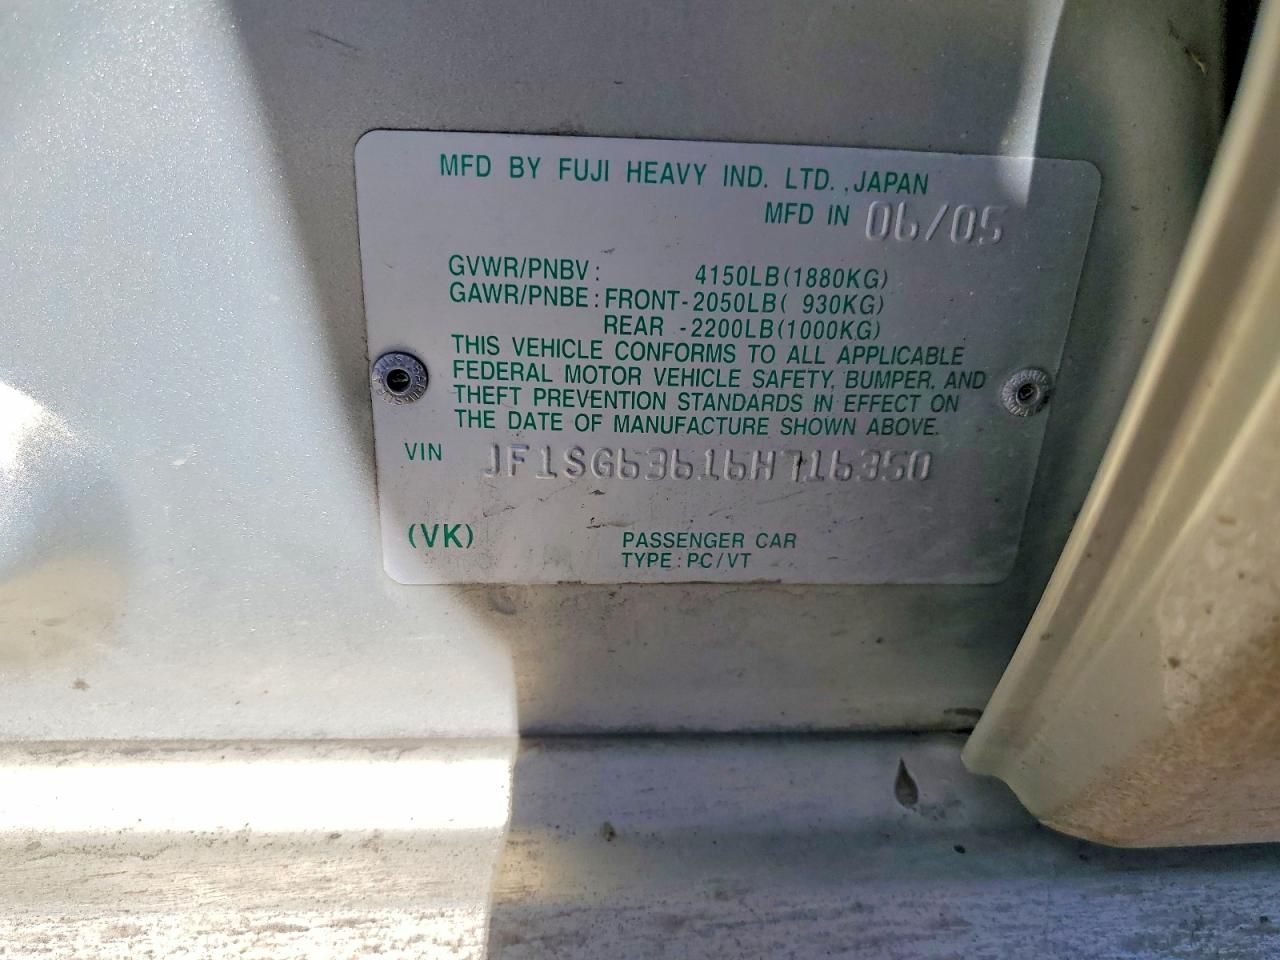 MFD BY FUJI HEAVY IND. LTD. ,JAPAN
MFD IN 06/05
GVWR/PNBV : 4150LB(1880KG)
GAWR/PNBE : FRONT-2050LB( 930KG)
REAR -2200LB(1000KG)
THIS VEHICLE CONFORMS TO ALL APPLICABLE
FEDERAL MOTOR VEHICLE SAFETY, BUMPER, AND
THEFT PREVENTION STANDARDS IN EFFECT ON
THE DATE OF MANUFACTURE SHOWN ABOVE.
VIN JF1SG63616H716350
(VK) PASSENGER CAR
TYPE : PC/VT